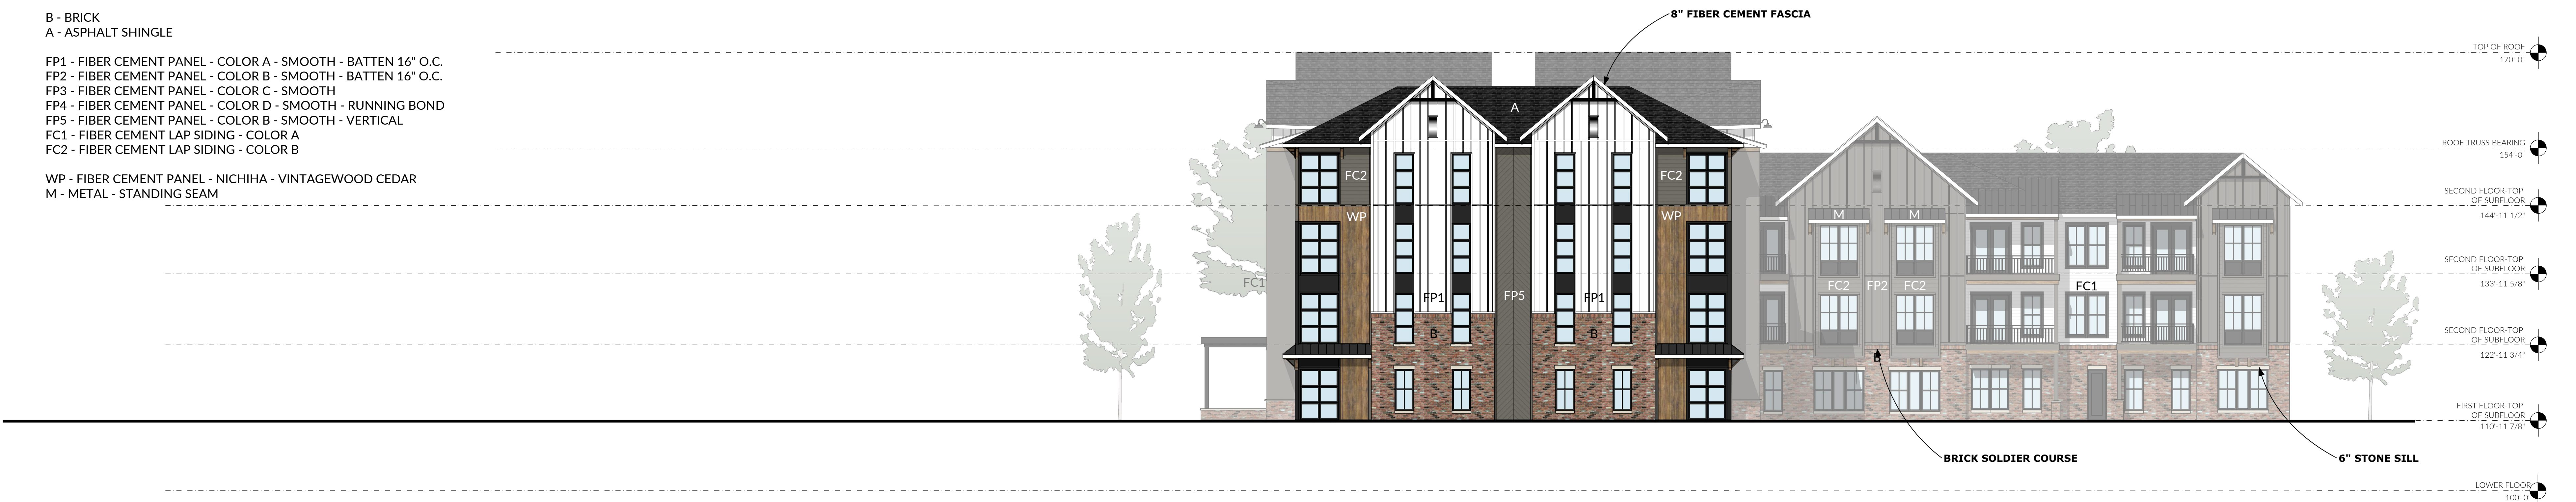 B - BRICK
A - ASPHALT SHINGLE
FP1 - FIBER CEMENT PANEL - COLOR A - SMOOTH - BATTEN 16" O.C.
FP2 - FIBER CEMENT PANEL - COLOR B - SMOOTH - BATTEN 16" O.C.
FP3 - FIBER CEMENT PANEL - COLOR C - SMOOTH
FP4 - FIBER CEMENT PANEL - COLOR D - SMOOTH - RUNNING BOND
FP5 - FIBER CEMENT PANEL - COLOR B - SMOOTH - VERTICAL
FC1 - FIBER CEMENT LAP SIDING - COLOR A
FC2 - FIBER CEMENT LAP SIDING - COLOR B
WP - FIBER CEMENT PANEL - NICHIHA - VINTAGEWOOD CEDAR
M - METAL - STANDING SEAM
8" FIBER CEMENT FASCIA
A
FC2
FC2
WP
WP
M
M
FC1
FP1
FP5
FP1
FC2
FP2
FC2
FC1
B
B
B
BRICK SOLDIER COURSE
6" STONE SILL
TOP OF ROOF
170'-0"
ROOF TRUSS BEARING
154'-0"
SECOND FLOOR-TOP
OF SUBFLOOR
144'-11 1/2"
SECOND FLOOR-TOP
OF SUBFLOOR
133'-11 5/8"
SECOND FLOOR-TOP
OF SUBFLOOR
122'-11 3/4"
FIRST FLOOR-TOP
OF SUBFLOOR
110'-11 7/8"
LOWER FLOOR
100'-0"